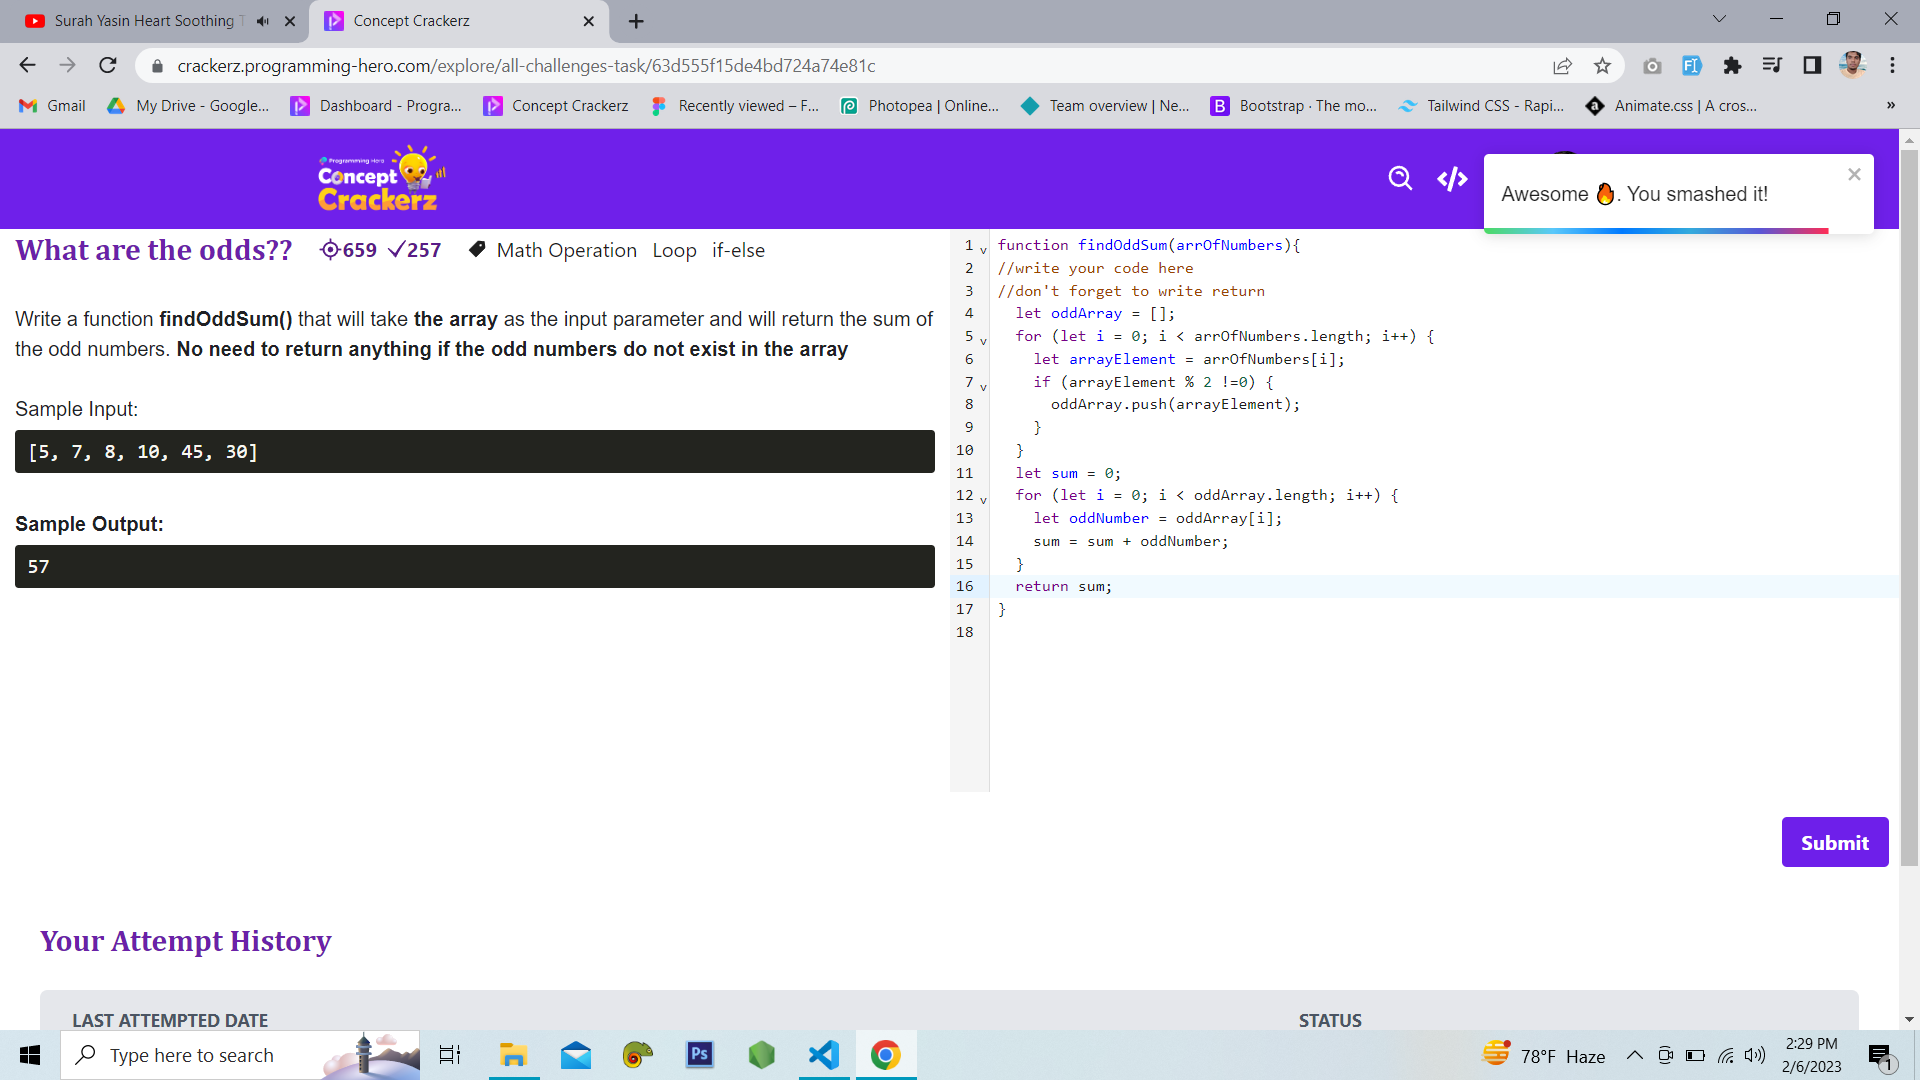 Surah Yasin Heart Soothing T
Concept Crackerz
crackerz.programming-hero.com/explore/all-challenges-task/63d555f15de4bd724a74e81c
Gmail
My Drive - Google...
Dashboard - Progra...
Concept Crackerz
Recently viewed – F...
Photopea | Online...
Team overview | Ne...
Bootstrap · The mo...
Tailwind CSS - Rapi...
Animate.css | A cros...
»
Programming Hero
Concept
Crackerz
</>
Awesome 🔥. You smashed it!
What are the odds??
659 ✓257
Math Operation Loop if-else
Write a function findOddSum() that will take the array as the input parameter and will return the sum of
the odd numbers. No need to return anything if the odd numbers do not exist in the array
Sample Input:
[5, 7, 8, 10, 45, 30]
Sample Output:
57
1 function findOddSum(arrOfNumbers){
2 //write your code here
3 //don't forget to write return
4 let oddArray = [];
5 for (let i = 0; i < arrOfNumbers.length; i++) {
6 let arrayElement = arrOfNumbers[i];
7 if (arrayElement % 2 !=0) {
8 oddArray.push(arrayElement);
9 }
10 }
11 let sum = 0;
12 for (let i = 0; i < oddArray.length; i++) {
13 let oddNumber = oddArray[i];
14 sum = sum + oddNumber;
15 }
16 return sum;
17 }
18
Submit
Your Attempt History
LAST ATTEMPTED DATE STATUS
Type here to search
Ps
78°F Haze
2:29 PM
2/6/2023
1